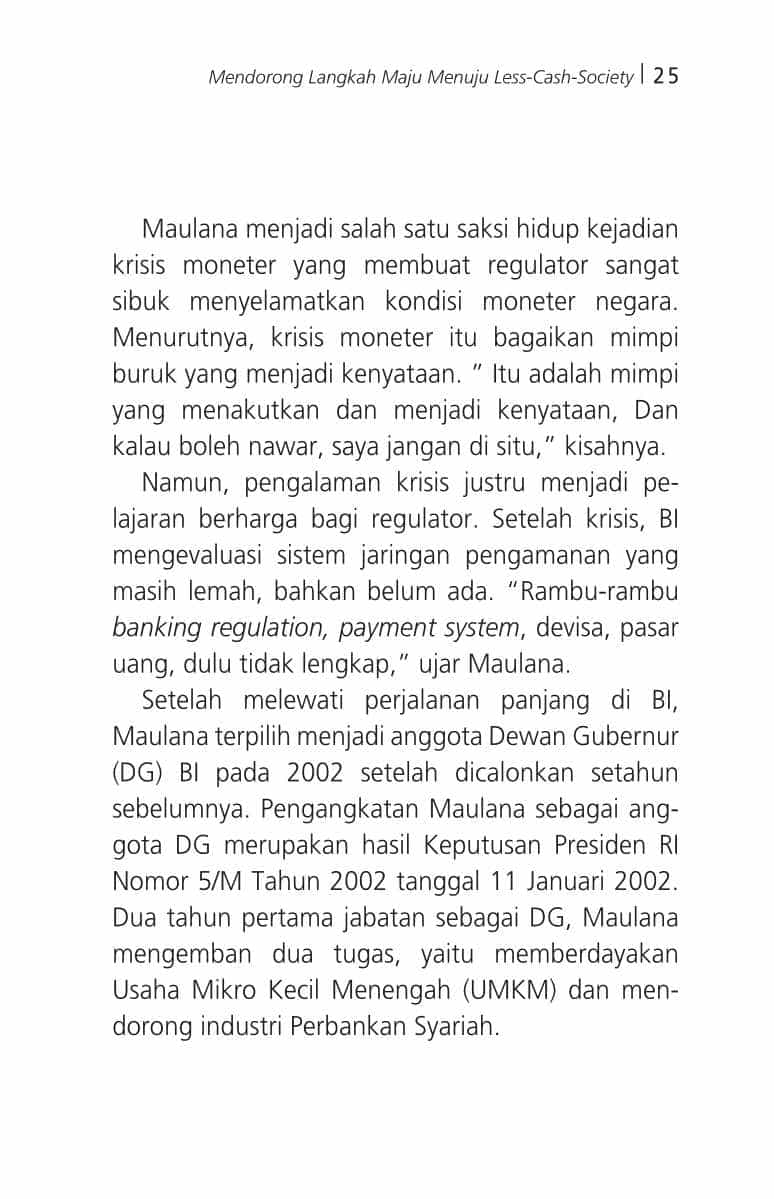 Mendorong Langkah Maju Menuju Less-Cash-Society | 25
Maulana menjadi salah satu saksi hidup kejadian
krisis moneter yang membuat regulator sangat
sibuk menyelamatkan kondisi moneter negara.
Menurutnya, krisis moneter itu bagaikan mimpi
buruk yang menjadi kenyataan. ” Itu adalah mimpi
yang menakutkan dan menjadi kenyataan, Dan
kalau boleh nawar, saya jangan di situ,” kisahnya.
Namun, pengalaman krisis justru menjadi pe-
lajaran berharga bagi regulator. Setelah krisis, BI
mengevaluasi sistem jaringan pengamanan yang
masih lemah, bahkan belum ada. “Rambu-rambu
banking regulation, payment system, devisa, pasar
uang, dulu tidak lengkap,” ujar Maulana.
Setelah melewati perjalanan panjang di BI,
Maulana terpilih menjadi anggota Dewan Gubernur
(DG) BI pada 2002 setelah dicalonkan setahun
sebelumnya. Pengangkatan Maulana sebagai ang-
gota DG merupakan hasil Keputusan Presiden RI
Nomor 5/M Tahun 2002 tanggal 11 Januari 2002.
Dua tahun pertama jabatan sebagai DG, Maulana
mengemban dua tugas, yaitu memberdayakan
Usaha Mikro Kecil Menengah (UMKM) dan men-
dorong industri Perbankan Syariah.